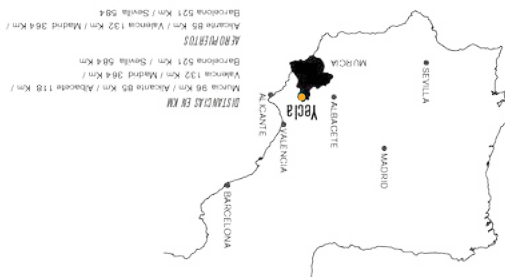 DISTANCIAS EN KM
Murcia 96 Km / Alicante 85 Km / Albacete 118 Km /
Valencia 132 Km / Madrid 364 Km /
Barcelona 521 Km / Sevilla 584 Km
AEROPUERTOS
Alicante 85 Km / Valencia 132 Km / Madrid 364 Km /
Barcelona 521 Km / Sevilla 584
BARCELONA
MADRID
VALENCIA
ALBACETE
ALICANTE
Yecla
MURCIA
SEVILLA